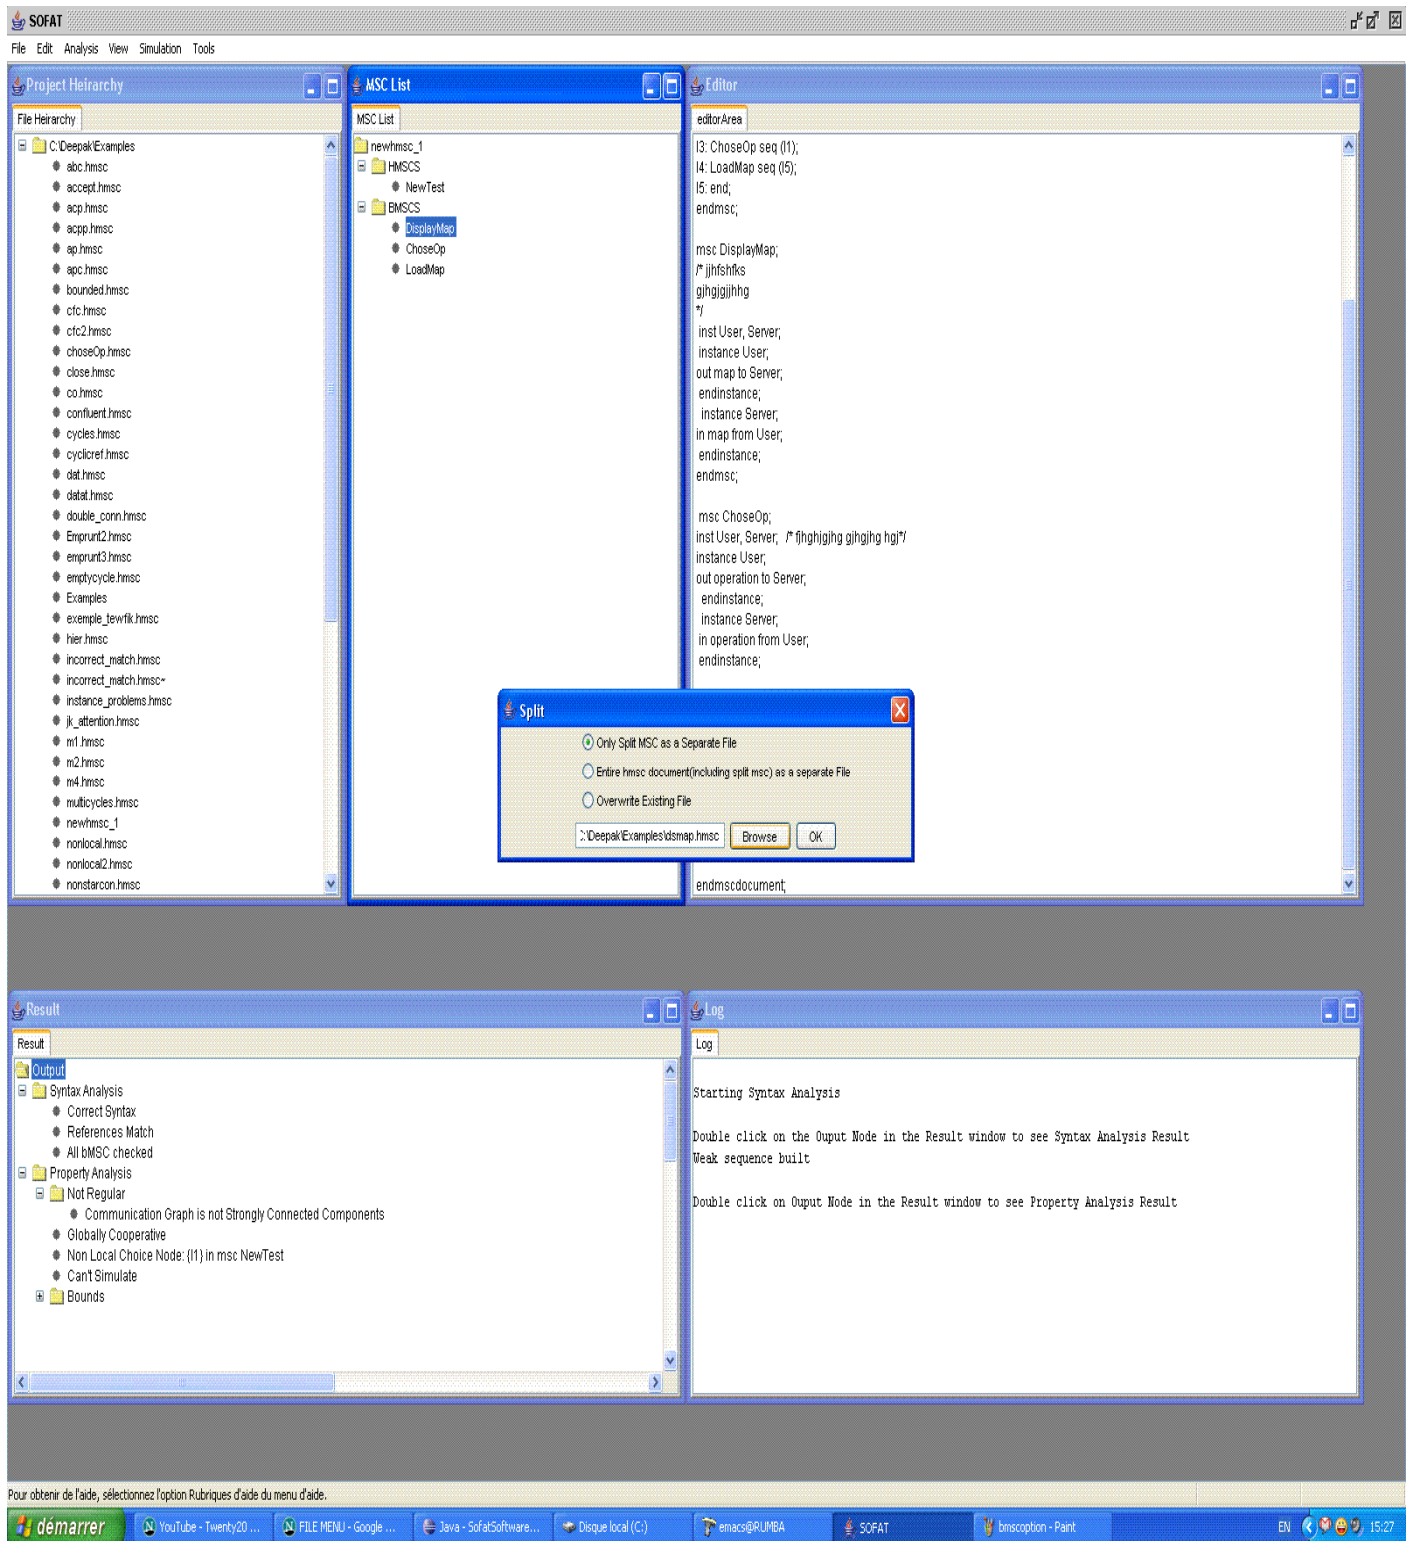 SOFAT
File Edit Analysis View Simulation Tools
Project Heirarchy
File Heirarchy
C:\Deepak\Examples
abc.hmsc
accept.hmsc
acp.hmsc
acpp.hmsc
ap.hmsc
apc.hmsc
bounded.hmsc
cfc.hmsc
cfc2.hmsc
choseOp.hmsc
close.hmsc
co.hmsc
confluent.hmsc
cycles.hmsc
cyclicref.hmsc
dat.hmsc
datat.hmsc
double_conn.hmsc
Emprunt2.hmsc
emprunt3.hmsc
emptycycle.hmsc
Examples
exemple_tewfik.hmsc
hier.hmsc
incorrect_match.hmsc
incorrect_match.hmsc~
instance_problems.hmsc
jk_attention.hmsc
m1.hmsc
m2.hmsc
m4.hmsc
multicycles.hmsc
newhmsc_1
nonlocal.hmsc
nonlocal2.hmsc
nonstarcon.hmsc
MSC List
MSC List
newhmsc_1
HMSCS
NewTest
BMSCS
DisplayMap
ChoseOp
LoadMap
Editor
editorArea
l3: ChoseOp seq (l1);
l4: LoadMap seq (l5);
l5: end;
endmsc;
msc DisplayMap;
/* jjhfshfks
gjhgjgjjhhg
*/
inst User, Server;
instance User;
out map to Server;
endinstance;
instance Server;
in map from User;
endinstance;
endmsc;
msc ChoseOp;
inst User, Server; /* fjhghjgjhg gjhgjhg hgj*/
instance User;
out operation to Server;
endinstance;
instance Server;
in operation from User;
endinstance;
endmscdocument;
Split
Only Split MSC as a Separate File
Entire hmsc document(including split msc) as a separate File
Overwrite Existing File
C:\Deepak\Examples\dsmap.hmsc Browse OK
Result
Result
Output
Syntax Analysis
Correct Syntax
References Match
All bMSC checked
Property Analysis
Not Regular
Communication Graph is not Strongly Connected Components
Globally Cooperative
Non Local Choice Node: {l1} in msc NewTest
Can't Simulate
Bounds
Log
Log
Starting Syntax Analysis
Double click on the Ouput Node in the Result window to see Syntax Analysis Result
Weak sequence built
Double click on Ouput Node in the Result window to see Property Analysis Result
Pour obtenir de l'aide, sélectionnez l'option Rubriques d'aide du menu d'aide.
démarrer YouTube - Twenty20 ... FILE MENU - Google ... Java - SofatSoftware... Disque local (C:) emacs@RUMBA SOFAT bmscoption - Paint EN 15:27